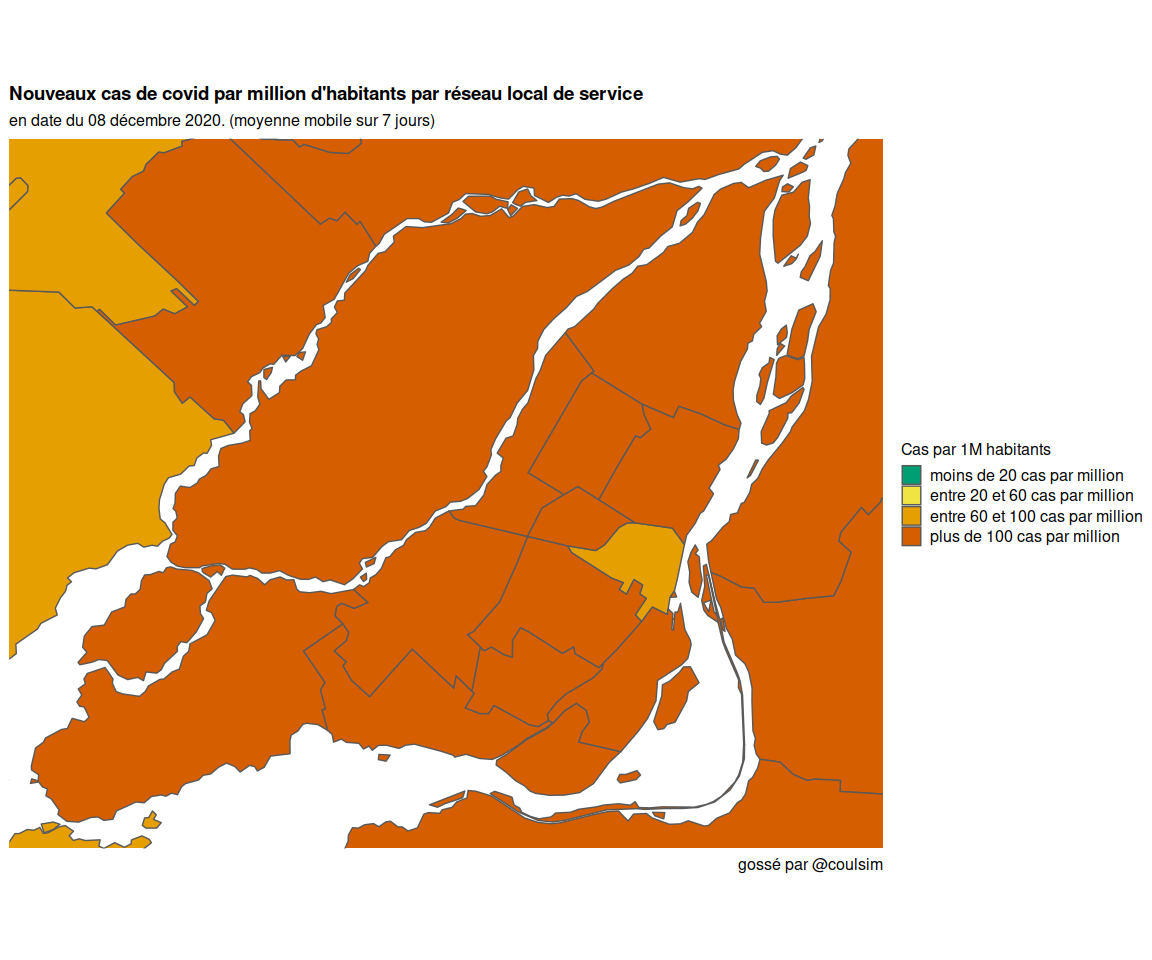 Nouveaux cas de covid par million d'habitants par réseau local de service
en date du 08 décembre 2020. (moyenne mobile sur 7 jours)
Cas par 1M habitants
moins de 20 cas par million
entre 20 et 60 cas par million
entre 60 et 100 cas par million
plus de 100 cas par million
gossé par @coulsim